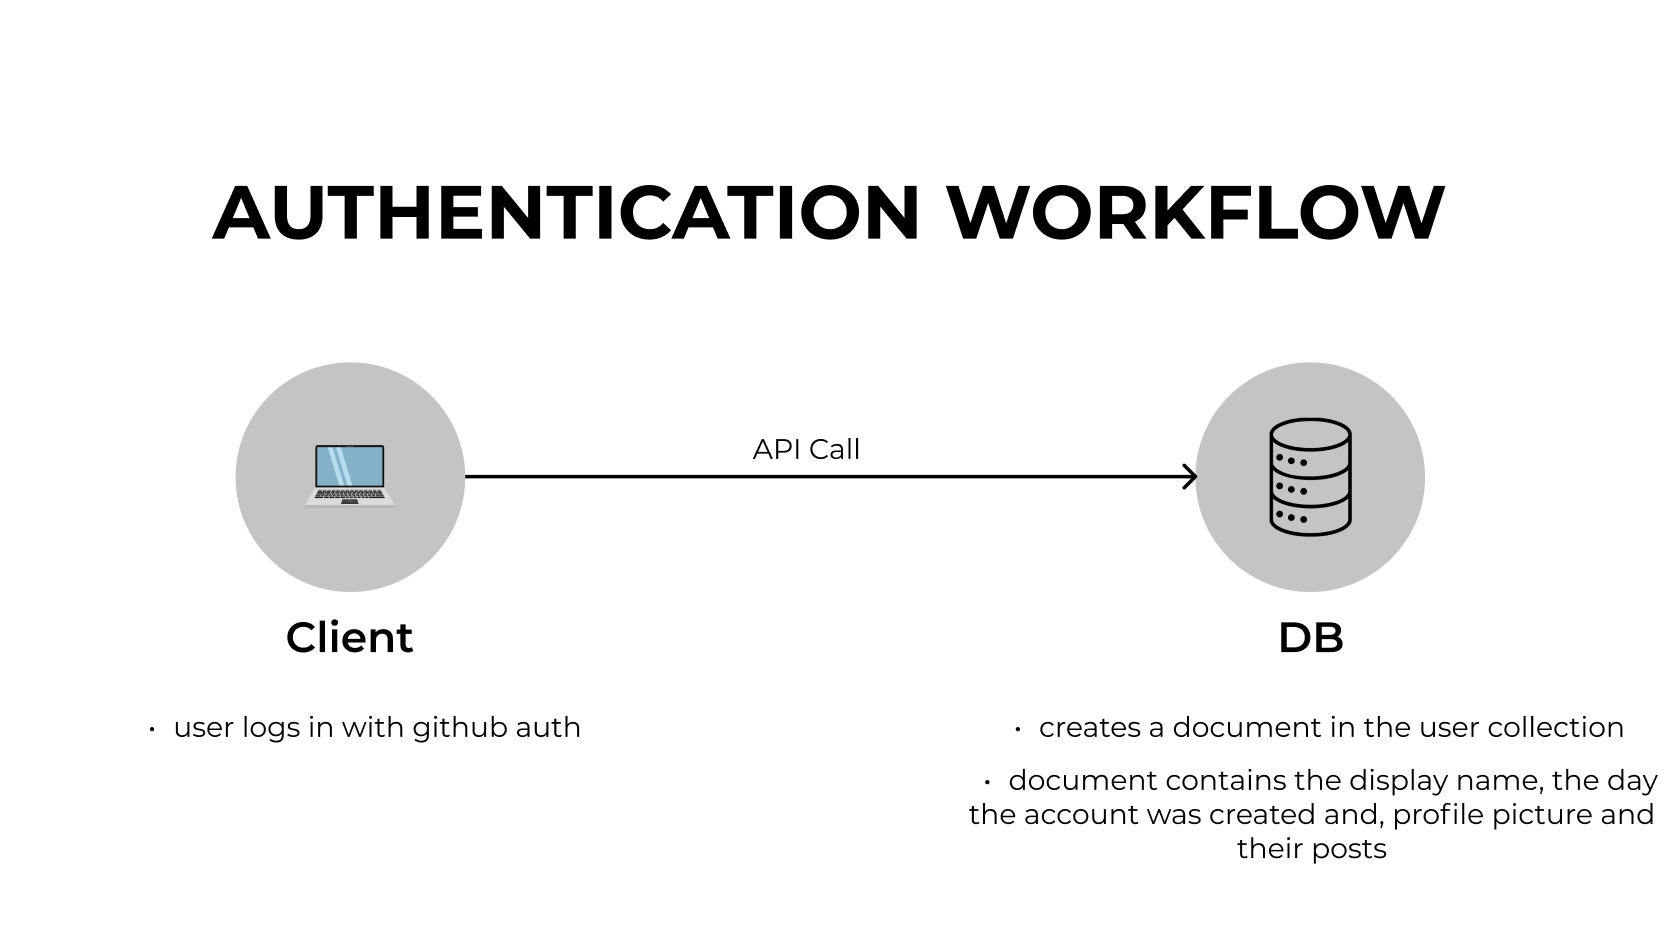 AUTHENTICATION WORKFLOW
API Call
Client
DB
• user logs in with github auth
• creates a document in the user collection
• document contains the display name, the day
the account was created and, profile picture and
their posts